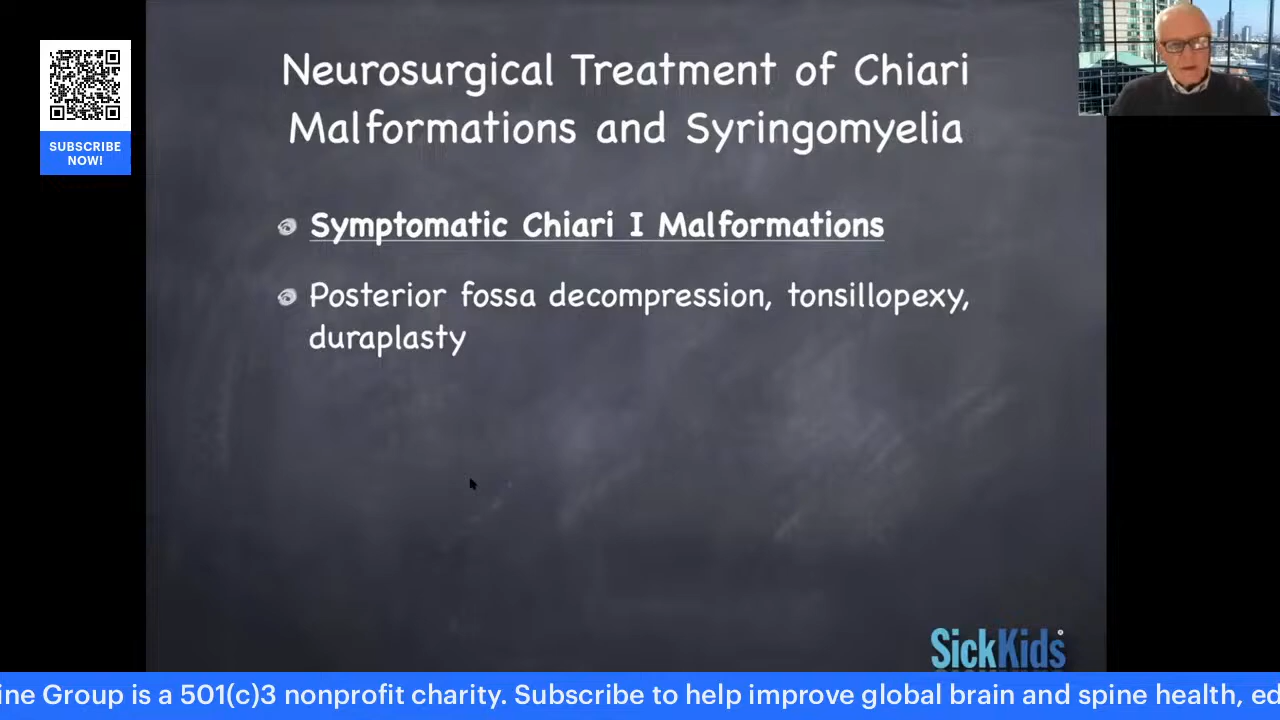 SUBSCRIBE
NOW!
Neurosurgical Treatment of Chiari
Malformations and Syringomyelia
Symptomatic Chiari I Malformations
Posterior fossa decompression, tonsillopexy,
duraplasty
SickKids®
ine Group is a 501(c)3 nonprofit charity. Subscribe to help improve global brain and spine health, ed